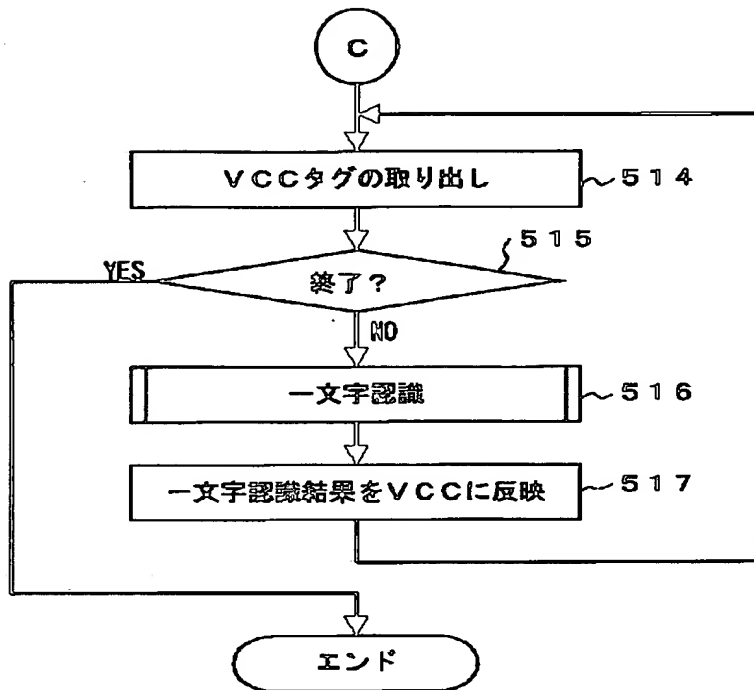 C
VCCタグの取り出し
514
515
YES
終了?
NO
一文字認識
516
一文字認識結果をVCCに反映
517
エンド